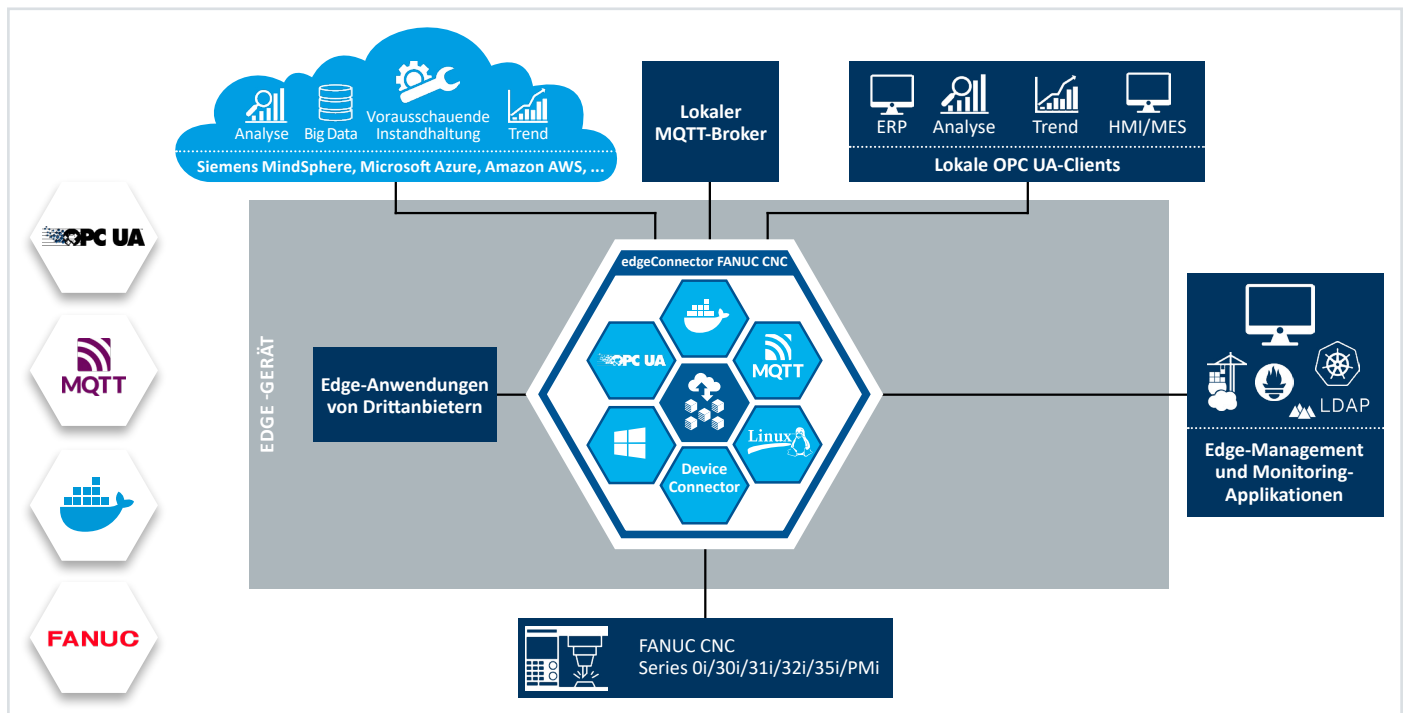 Analyse
Big Data
Vorausschauende
Instandhaltung
Trend
Siemens MindSphere, Microsoft Azure, Amazon AWS, ...
Lokaler
MQTT-Broker
ERP
Analyse
Trend
HMI/MES
Lokale OPC UA-Clients
OPC UA
MQTT
FANUC
EDGE -GERÄT
Edge-Anwendungen
von Drittanbietern
edgeConnector FANUC CNC
OPC UA
MQTT
Linux
Device
Connector
LDAP
Edge-Management
und Monitoring-
Applikationen
FANUC CNC
Series 0i/30i/31i/32i/35i/PMi